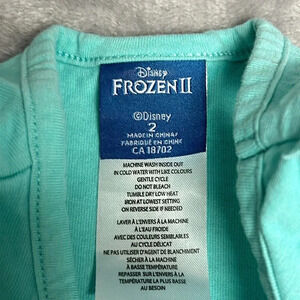 Disney
FROZEN II
©Disney
2
MADE IN CHINA/
FABRIQUÉ EN CHINE
CA 18702
MACHINE WASH INSIDE OUT
IN COLD WATER WITH LIKE COLOURS
GENTLE CYCLE
DO NOT BLEACH
TUMBLE DRY LOW HEAT
IRON AT LOWEST SETTING
ON REVERSE SIDE IF NEEDED
LAVER À L'ENVERS À LA MACHINE
À L'EAU FROIDE
AVEC DES COULEURS SEMBLABLES
AU CYCLE DÉLICAT
NE PAS UTILISER D'AGENT DE BLANCHIMENT
SÉCHER À LA MACHINE
À BASSE TEMPÉRATURE
REPASSER SUR L'ENVERS À
LA TEMPÉRATURE LA PLUS BASSE
AU BESOIN